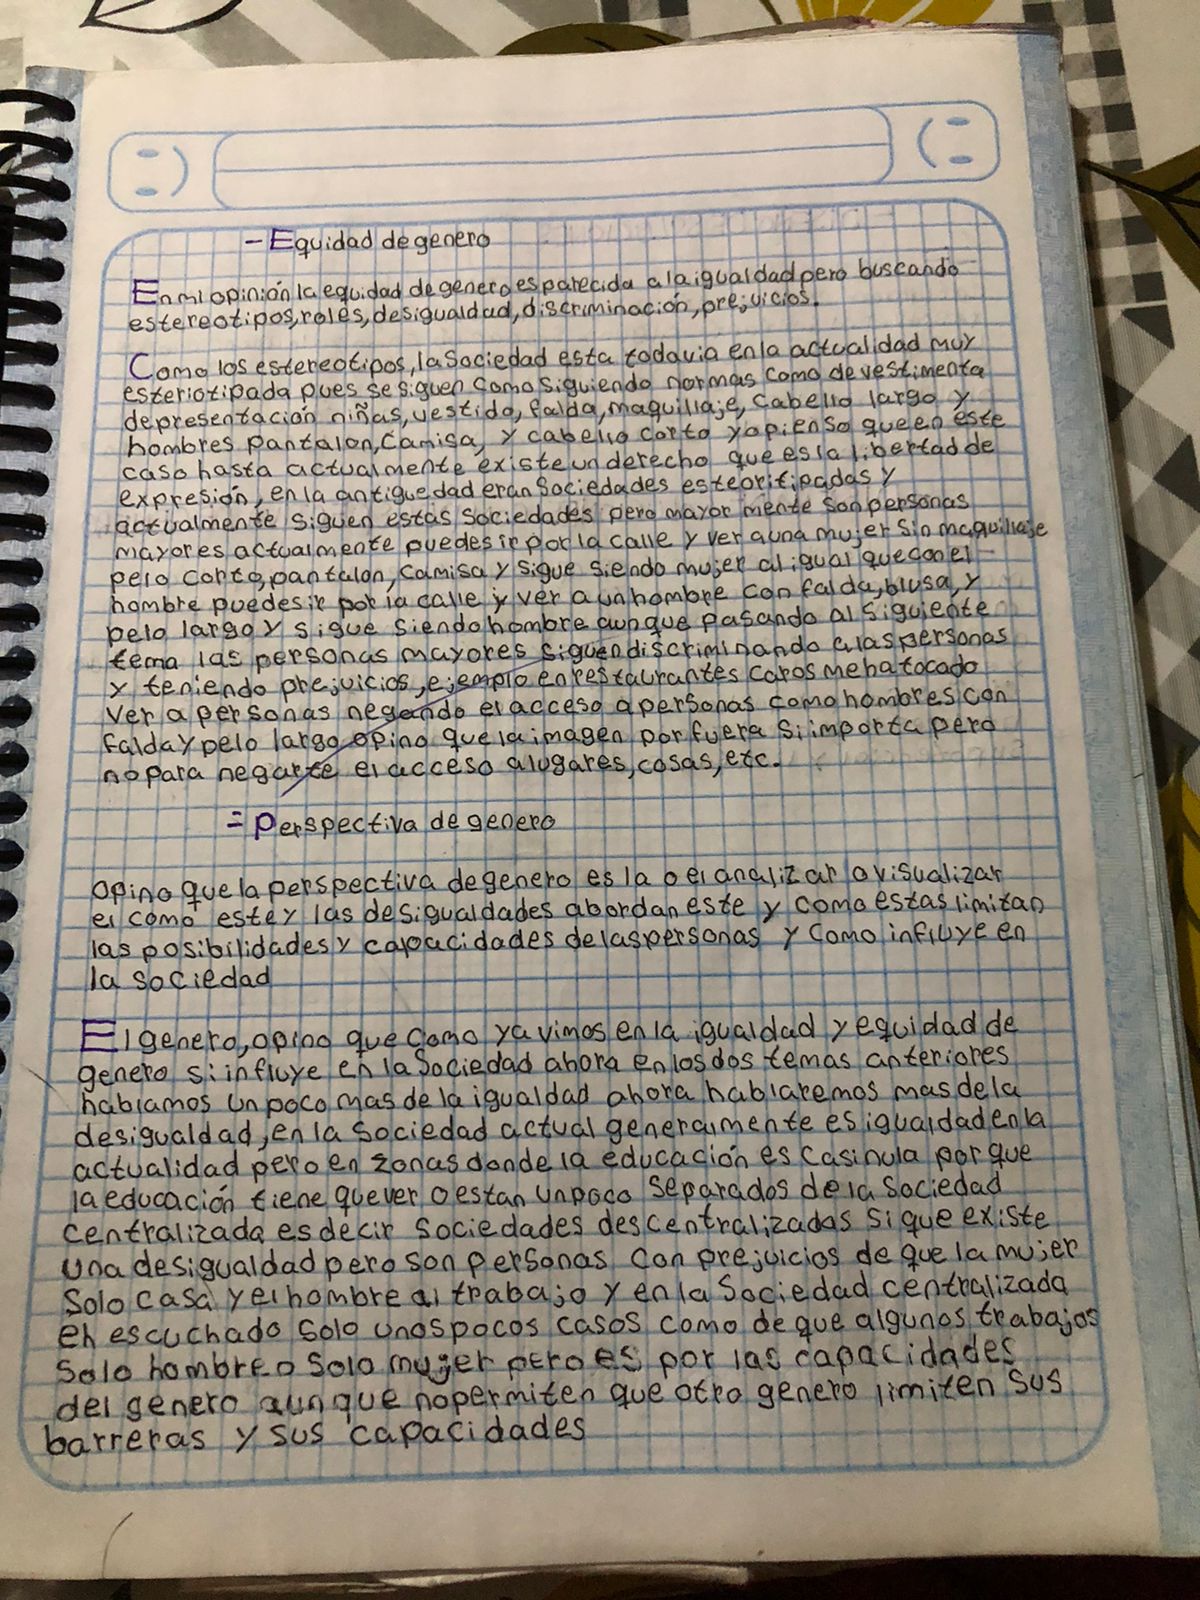 - Equidad de genero
En mi opinión la equidad de genero es parecida a la igualdad pero buscando
estereotipos, roles, desigualdad, discriminación, prejuicios.
Como los estereotipos, la Sociedad esta todavia en la actualidad muy
esteriotipada pues se siguen como siguiendo normas como de vestimenta
de presentación niñas, vestido, falda, maquillaje, cabello largo y
hombres pantalon, camisa, y cabello corto yo pienso que en este
caso hasta actualmente existe un derecho que es la libertad de
expresión, en la antiguedad eran Sociedades esteoritipadas y
actualmente siguen estas sociedades pero mayor mente son personas
mayores actualmente puedes ir por la calle y ver a una mujer sin maquillaje
pelo corto, pantalon, camisa y sigue siendo mujer al igual que con el
hombre puedes ir por la calle y ver a un hombre con falda, blusa, y
pelo largo y sigue siendo hombre aunque pasando al siguiente
tema las personas mayores siguen discriminando a las personas
y teniendo prejuicios, ejemplo en restaurantes caros me ha tocado
ver a personas negando el acceso a personas como hombres con
falda y pelo largo opino que la imagen por fuera si importa pero
no para negarte el acceso a lugares, cosas, etc.
= Perspectiva de genero
opino que la perspectiva de genero es la o el analizar o visualizar
el como este y las desigualdades abordan este y como estas limitan
las posibilidades y capacidades de las personas y como influye en
la sociedad
El genero, opino que como ya vimos en la igualdad y equidad de
genero si influye en la sociedad ahora en los dos temas anteriores
hablamos un poco mas de la igualdad ahora hablaremos mas de la
desigualdad, en la sociedad actual generalmente es igualdad en la
actualidad pero en zonas donde la educación es casi nula por que
la educación tiene que ver o estan un poco separados de la sociedad
centralizada es decir sociedades descentralizadas si que existe
una desigualdad pero son personas con prejuicios de que la mujer
solo casa y el hombre al trabajo y en la sociedad centralizada
eh escuchado solo unos pocos casos como de que algunos trabajos
solo hombre o solo mujer pero es por las capacidades
del genero aunque no permiten que otro genero limiten sus
barreras y sus capacidades